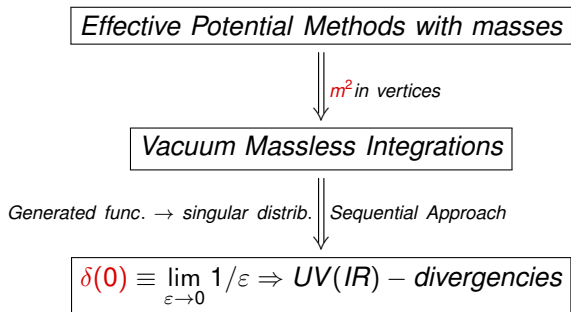 Effective Potential Methods with masses
m² in vertices
Vacuum Massless Integrations
Generated func. → singular distrib. Sequential Approach
δ(0) ≡ lim_{ε→0} 1/ε ⇒ UV(IR) − divergencies